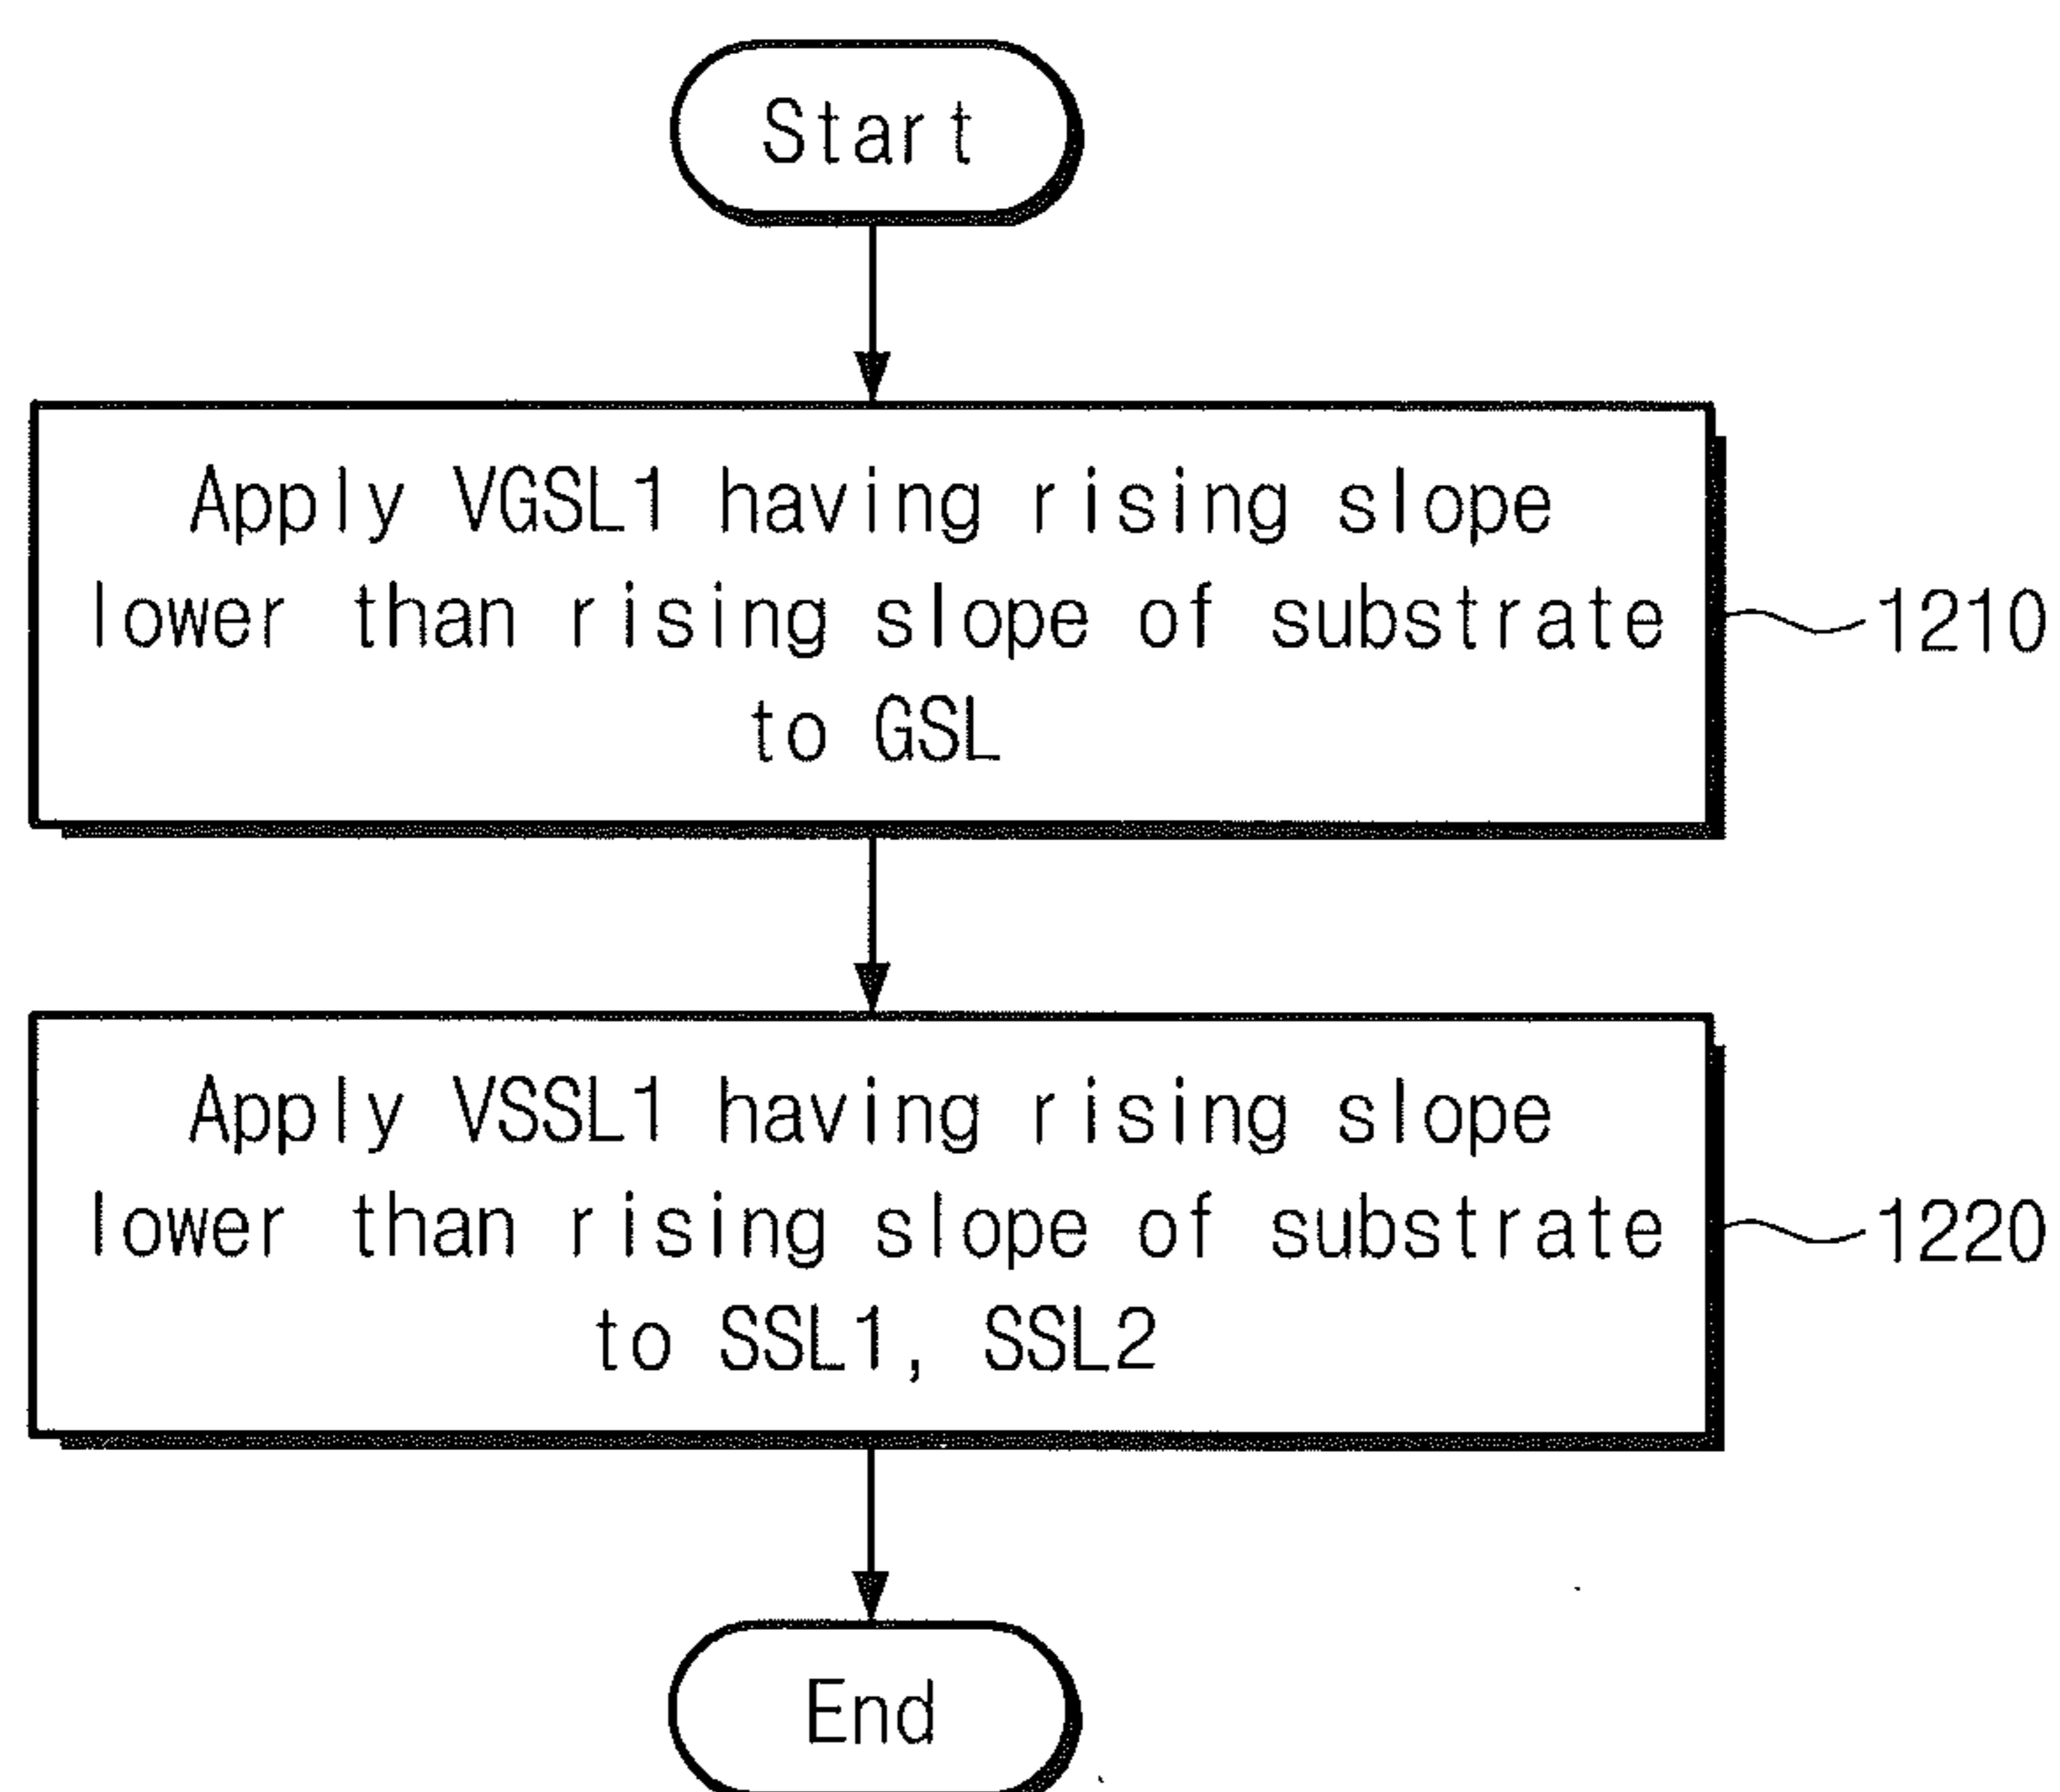 Start
Apply VGSL1 having rising slope
lower than rising slope of substrate
to GSL
1210
Apply VSSL1 having rising slope
lower than rising slope of substrate
to SSL1, SSL2
1220
End